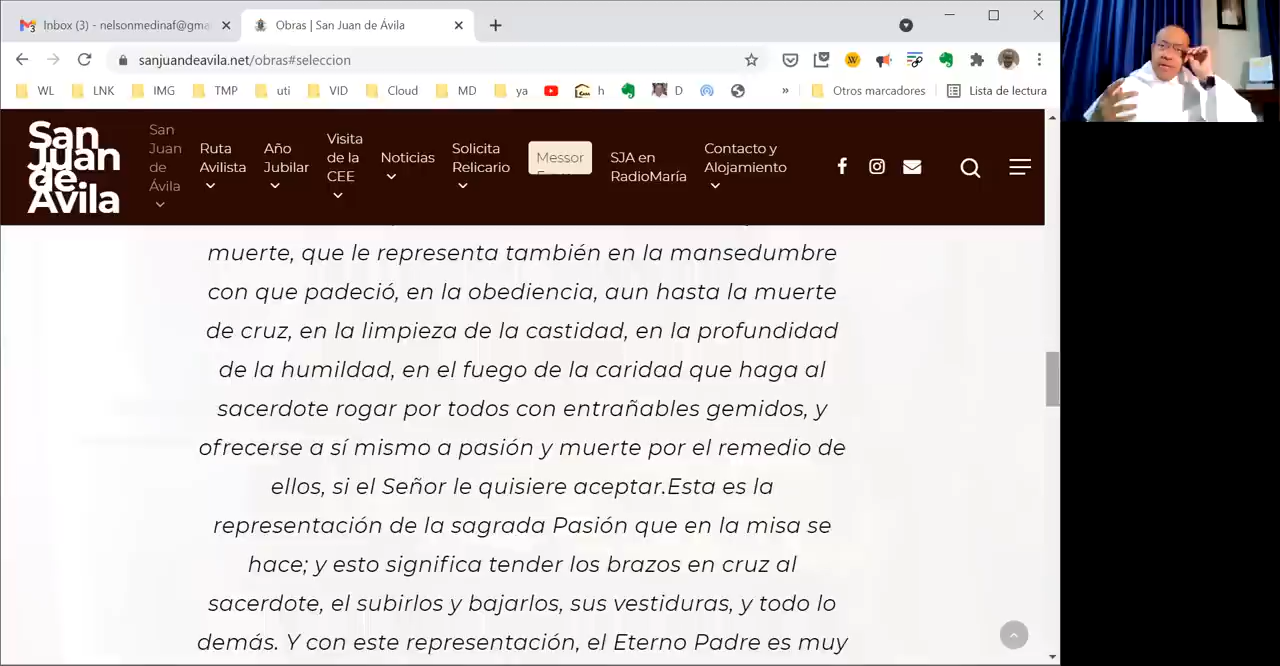 Inbox (3) - nelsonmedinaf@gma
Obras | San Juan de Ávila
sanjuandeavila.net/obras#seleccion
WL
LNK
IMG
TMP
uti
VID
Cloud
MD
ya
h
D
»
Otros marcadores
Lista de lectura
San Juan de Ávila
San Juan de Ávila
Ruta Avilista
Año Jubilar
Visita de la CEE
Noticias
Solicita Relicario
Messor
SJA en RadioMaría
Contacto y Alojamiento
muerte, que le representa también en la mansedumbre
con que padeció, en la obediencia, aun hasta la muerte
de cruz, en la limpieza de la castidad, en la profundidad
de la humildad, en el fuego de la caridad que haga al
sacerdote rogar por todos con entrañables gemidos, y
ofrecerse a sí mismo a pasión y muerte por el remedio de
ellos, si el Señor le quisiere aceptar.Esta es la
representación de la sagrada Pasión que en la misa se
hace; y esto significa tender los brazos en cruz al
sacerdote, el subirlos y bajarlos, sus vestiduras, y todo lo
demás. Y con este representación, el Eterno Padre es muy